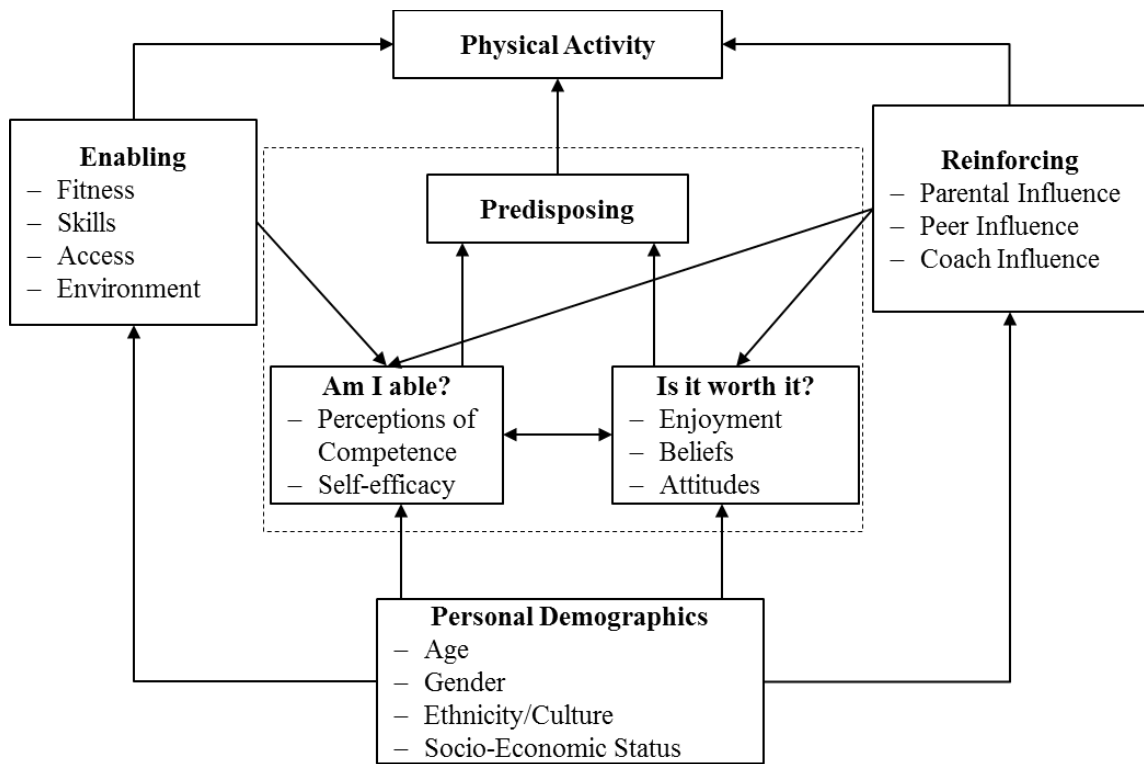 Physical Activity
Enabling
– Fitness
– Skills
– Access
– Environment
Predisposing
Reinforcing
– Parental Influence
– Peer Influence
– Coach Influence
Am I able?
– Perceptions of
Competence
– Self-efficacy
Is it worth it?
– Enjoyment
– Beliefs
– Attitudes
Personal Demographics
– Age
– Gender
– Ethnicity/Culture
– Socio-Economic Status